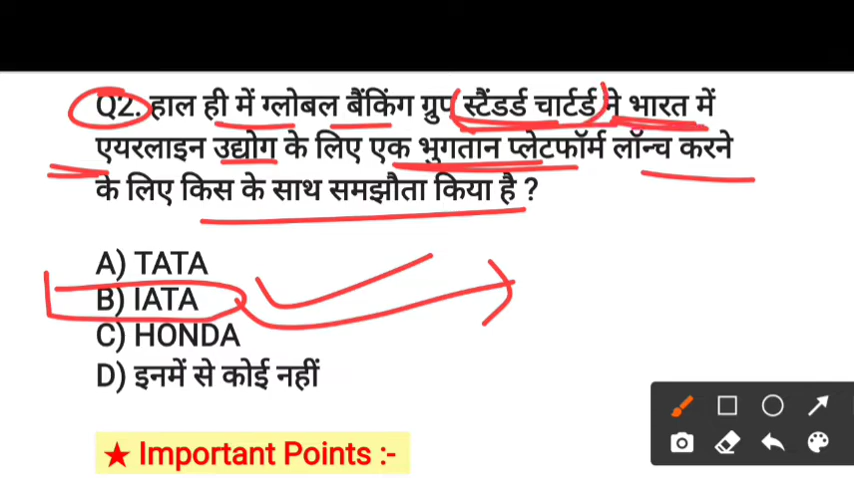 Q2. हाल ही में ग्लोबल बैंकिंग ग्रुप स्टैंडर्ड चार्टर्ड ने भारत में
एयरलाइन उद्योग के लिए एक भुगतान प्लेटफॉर्म लॉन्च करने
के लिए किस के साथ समझौता किया है ?
A) TATA
B) IATA
C) HONDA
D) इनमें से कोई नहीं
★ Important Points :-